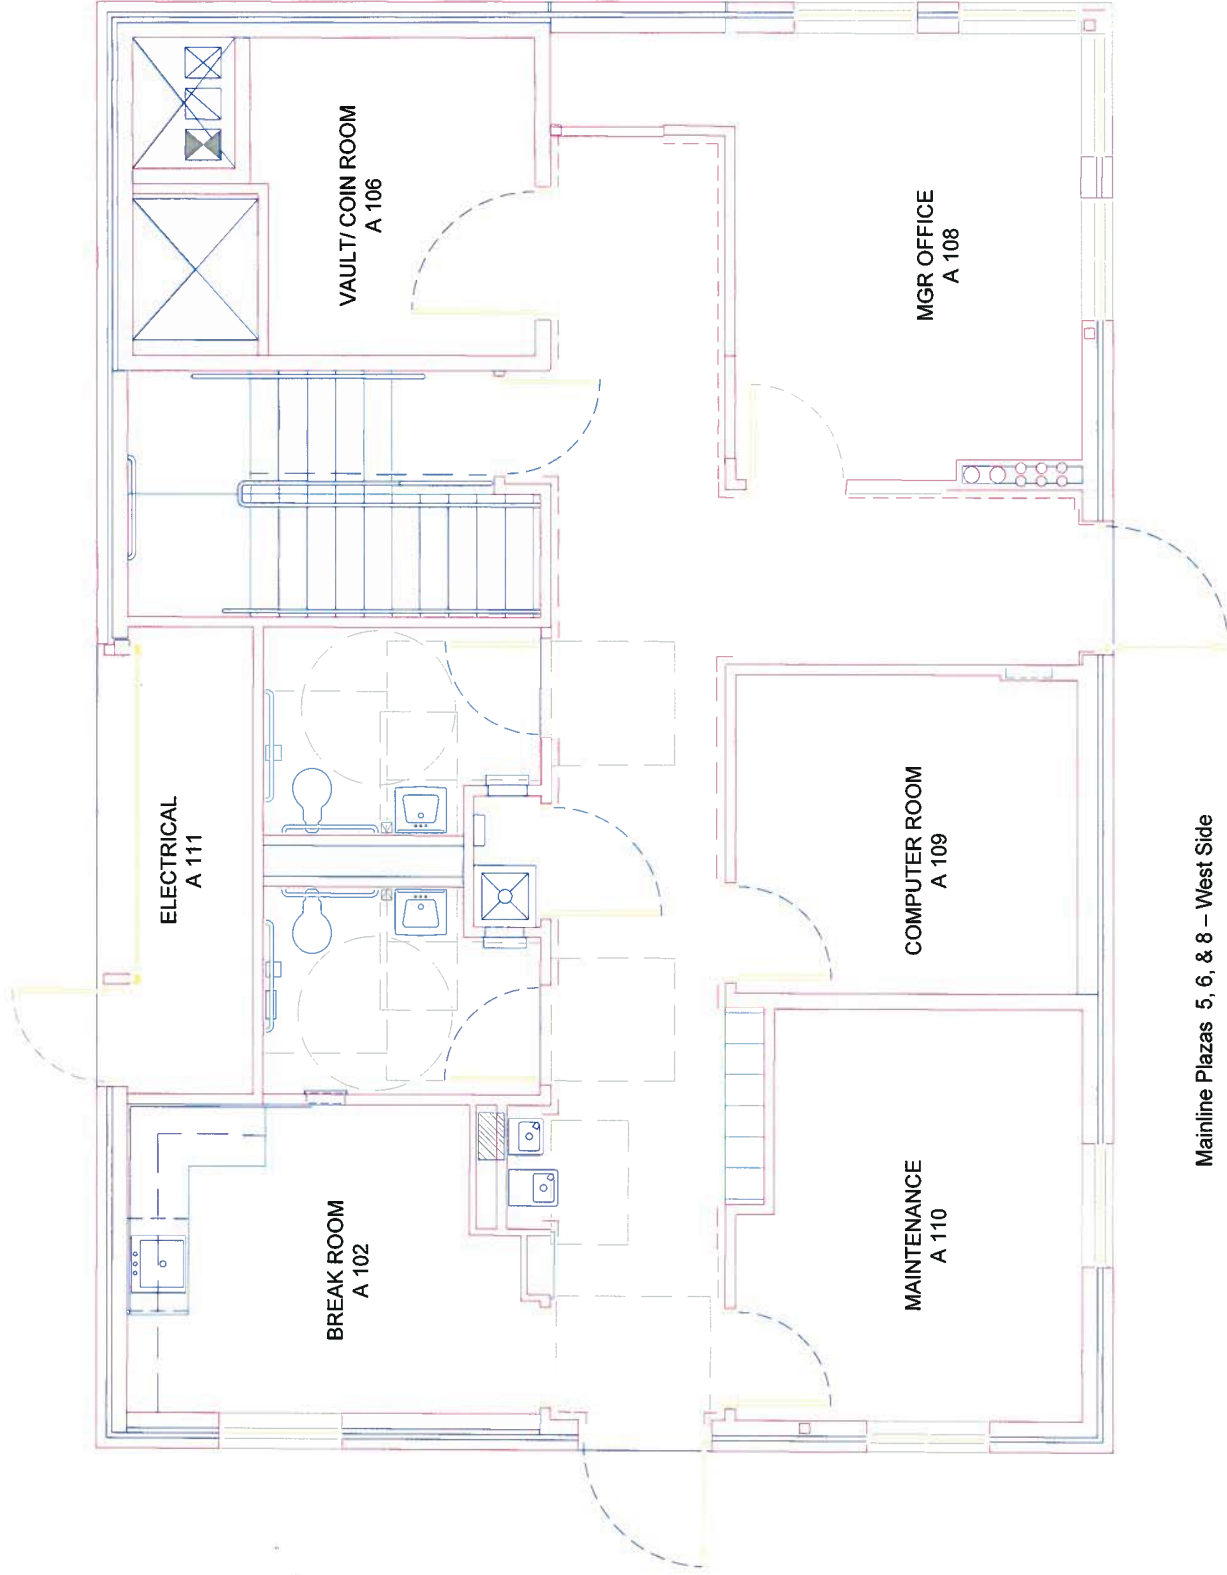 ELECTRICAL
A 111
VAULT/ COIN ROOM
A 106
BREAK ROOM
A 102
MGR OFFICE
A 108
COMPUTER ROOM
A 109
MAINTENANCE
A 110
Mainline Plazas 5, 6, & 8 – West Side